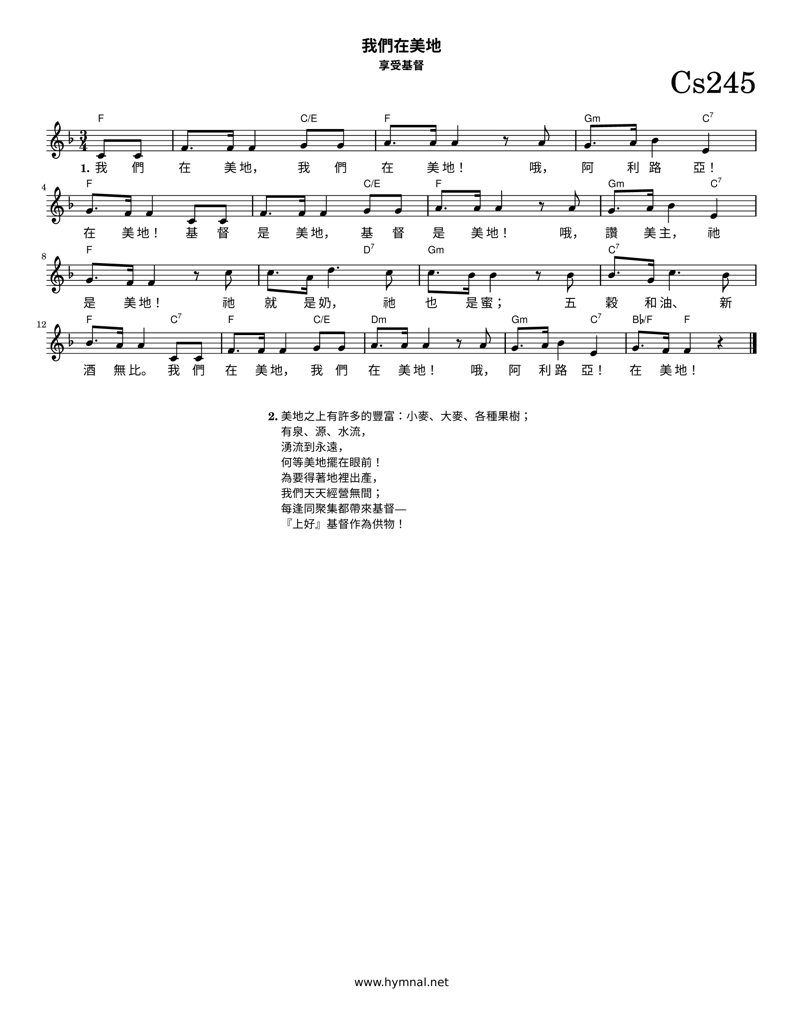 我們在美地
享受基督
Cs245
F C/E F Gm C7
1. 我 們 在 美地, 我 們 在 美地! 哦, 阿 利路 亞!
4 F C/E F Gm C7
在 美地! 基 督 是 美地, 基 督 是 美地! 哦, 讚 美主, 祂
8 F D7 Gm C7
是 美地! 祂 就 是奶, 祂 也 是蜜; 五 穀 和油、 新
12 F C7 F C/E Dm Gm C7 B♭/F F
酒 無比。 我 們 在 美地, 我 們 在 美地! 哦, 阿 利路 亞! 在 美地!
2. 美地之上有許多的豐富:小麥、大麥、各種果樹;
有泉、源、水流,
湧流到永遠,
何等美地擺在眼前!
為要得著地裡出產,
我們天天經營無間;
每逢同聚集都帶來基督—
『上好』基督作為供物!
www.hymnal.net